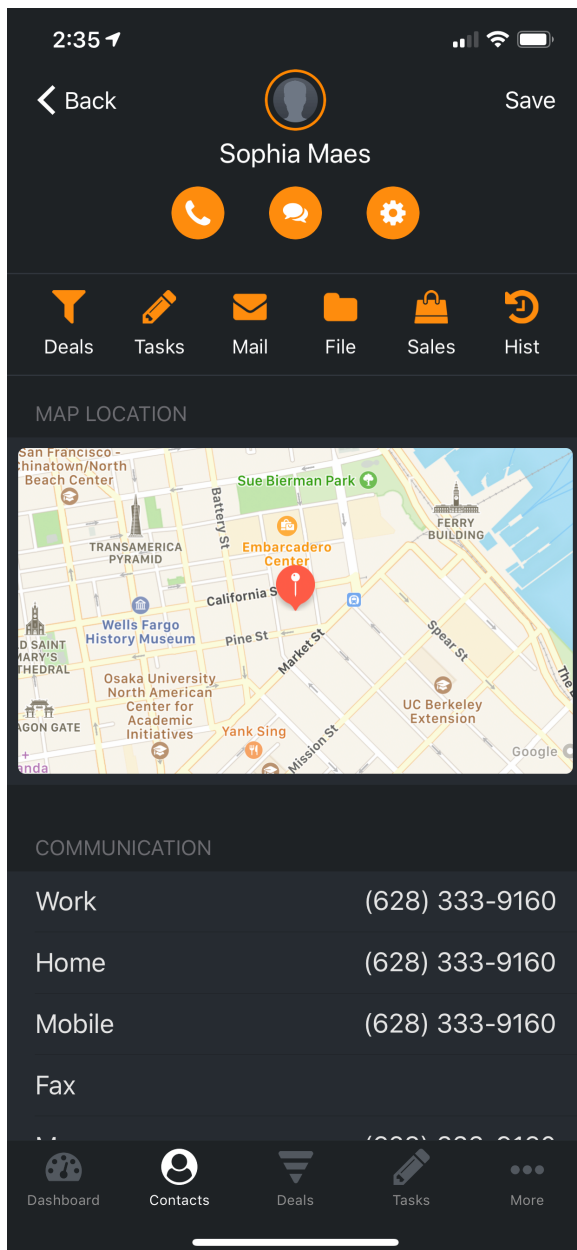 2:35
Back
Save
Sophia Maes
Deals
Tasks
Mail
File
Sales
Hist
MAP LOCATION
San Francisco -
Chinatown/North
Beach Center
Sue Bierman Park
Battery St
FERRY
BUILDING
TRANSAMERICA
PYRAMID
Embarcadero
Center
California S
Wells Fargo
History Museum
Pine St
Market St
Spear St
D SAINT
MARY'S
THEDRAL
Osaka University
North American
Center for
Academic
Initiatives
The
UC Berkeley
Extension
AGON GATE
Yank Sing
Mission St
Google
anda
COMMUNICATION
Work
(628) 333-9160
Home
(628) 333-9160
Mobile
(628) 333-9160
Fax
Dashboard
Contacts
Deals
Tasks
More